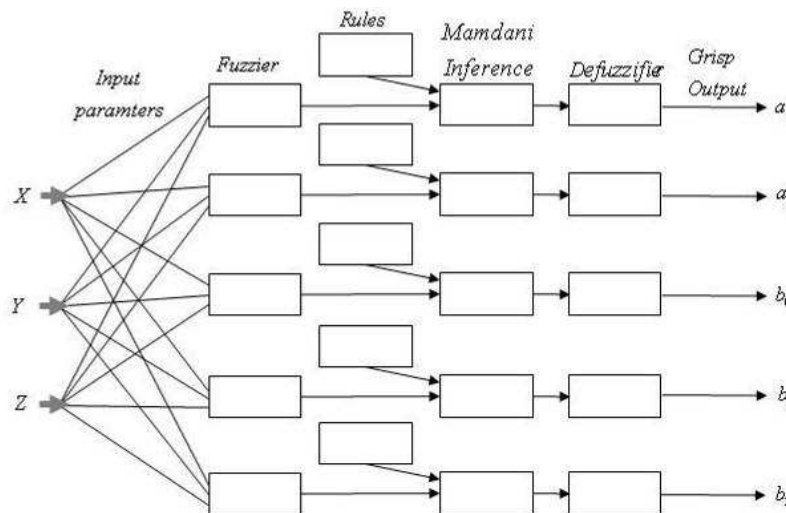 Rules
Mamdani
Inference
Fuzzier
Defuzzifier
Grisp
Output
Input
paramters
a
a
X
Y
b
Z
b
b